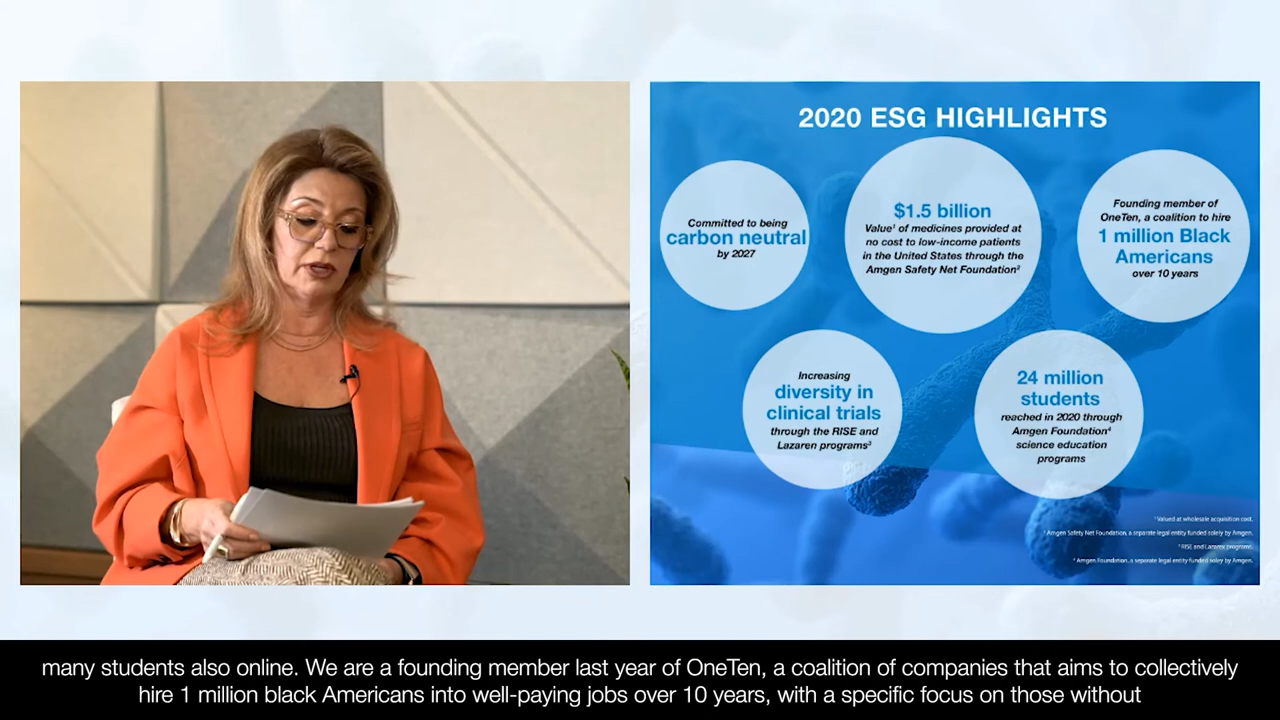 2020 ESG HIGHLIGHTS
Committed to being
carbon neutral
by 2027
$1.5 billion
Value¹ of medicines provided at
no cost to low-income patients
in the United States through the
Amgen Safety Net Foundation²
Founding member of
OneTen, a coalition to hire
1 million Black
Americans
over 10 years
Increasing
diversity in
clinical trials
through the RISE and
Lazaren programs³
24 million
students
reached in 2020 through
Amgen Foundation⁴
science education
programs
¹ Valued at wholesale acquisition cost.
² Amgen Safety Net Foundation, a separate legal entity funded solely by Amgen.
³ RISE and Lazarex programs.
⁴ Amgen Foundation, a separate legal entity funded soley by Amgen.
many students also online. We are a founding member last year of OneTen, a coalition of companies that aims to collectively
hire 1 million black Americans into well-paying jobs over 10 years, with a specific focus on those without